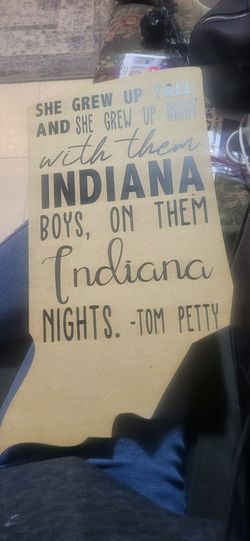 SHE GREW UP TALL
AND SHE GREW UP RIGHT
with them
INDIANA
BOYS, ON THEM
Indiana
NIGHTS. -TOM PETTY